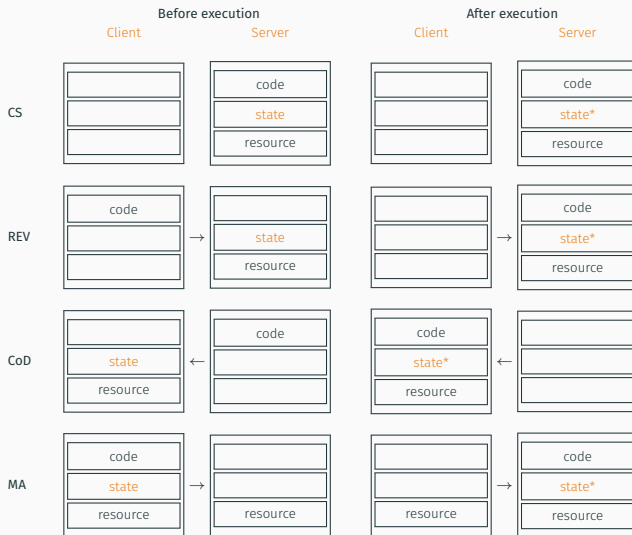 Before execution After execution
Client Server Client Server
code code
CS state state*
resource resource
code code
REV → state → state*
resource resource
code code
CoD state ← state* ←
resource resource
code code
MA state → → state*
resource resource resource resource